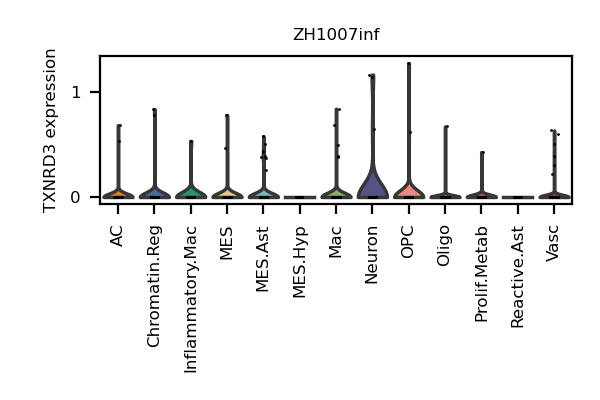 ZH1007inf
TXNRD3 expression
1
0
AC
Chromatin.Reg
Inflammatory.Mac
MES
MES.Ast
MES.Hyp
Mac
Neuron
OPC
Oligo
Prolif.Metab
Reactive.Ast
Vasc